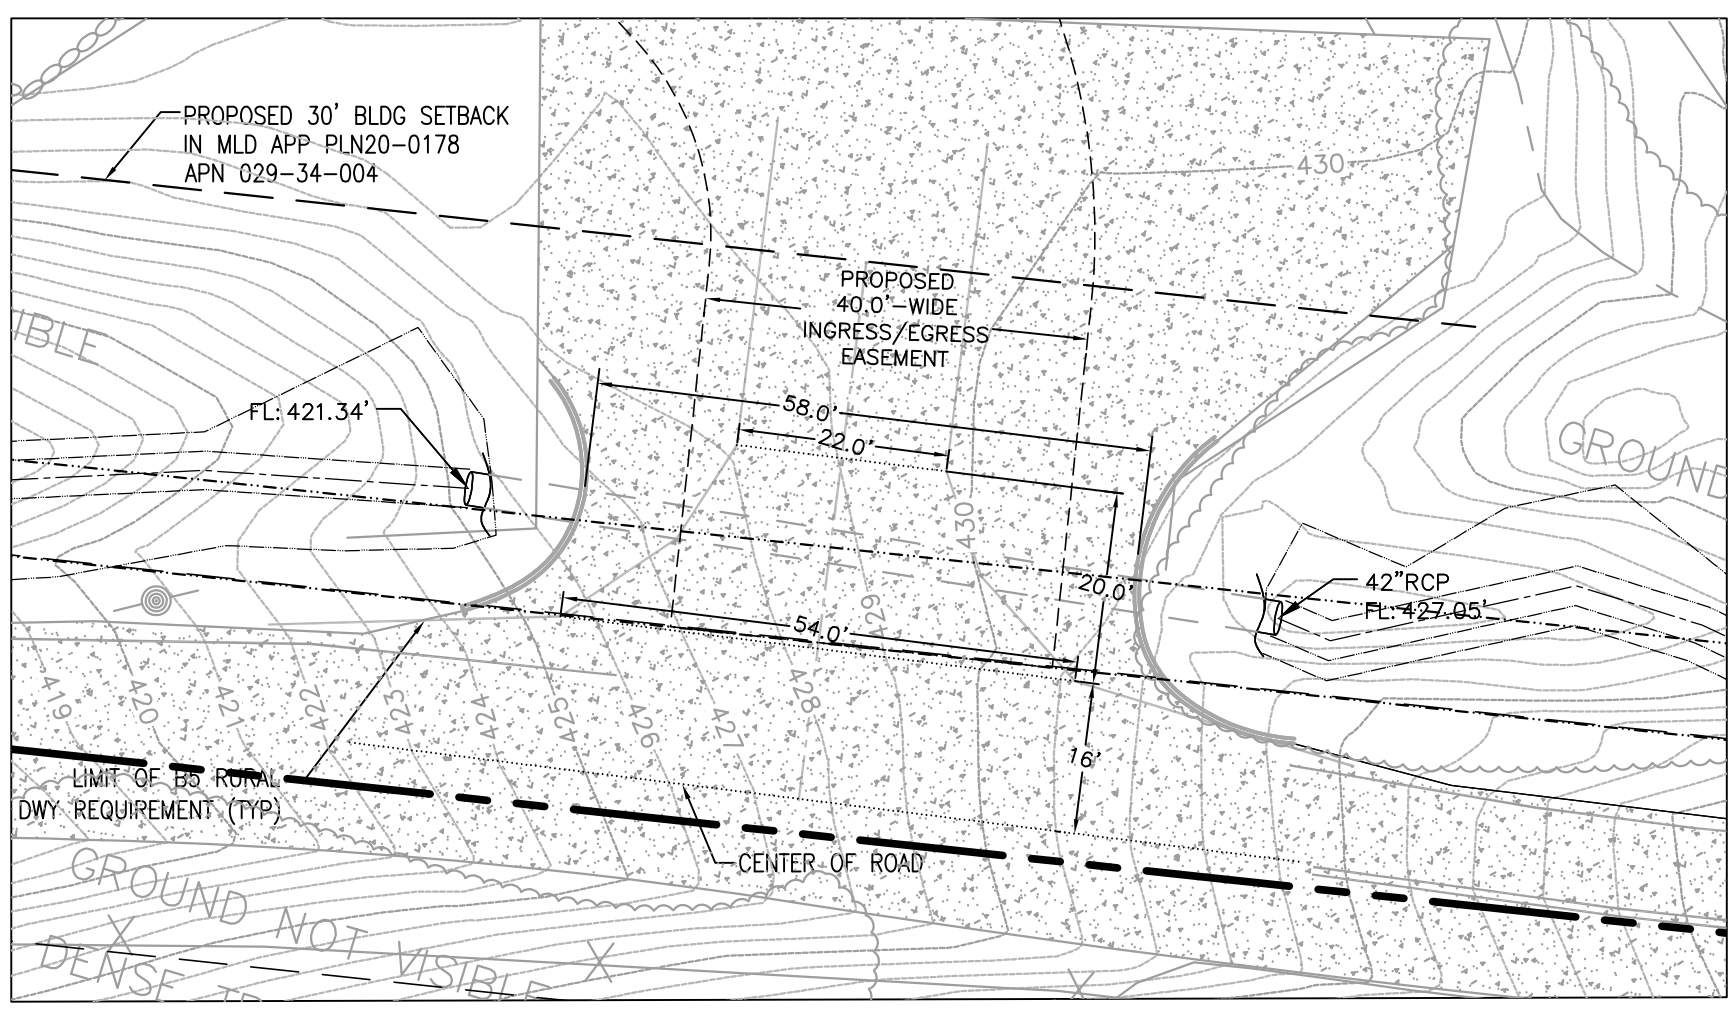 PROPOSED 30' BLDG SETBACK
IN MLD APP PLN20-0178
APN 029-34-004
430
PROPOSED
40.0'-WIDE
INGRESS/EGRESS
EASEMENT
IBLE
FL: 421.34'
58.0'
22.0'
GROUND
430
20.0'
42"RCP
FL: 427.05'
429
54.0'
419
420
421
422
423
424
425
426
427
428
16'
LIMIT OF B5 RURAL
DWY REQUIREMENT (TYP)
CENTER OF ROAD
GROUND NOT VISIBLE
DENSE